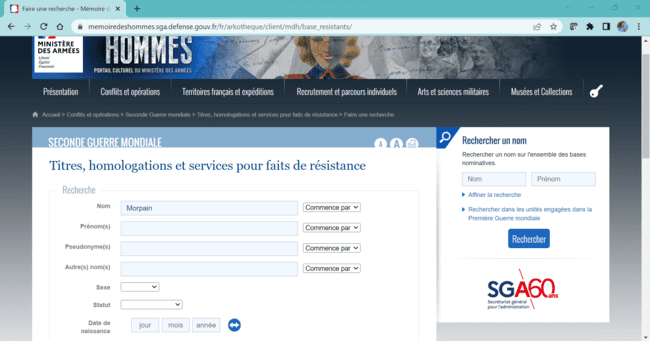 Faire une recherche - Mémoire d
memoiredeshommes.sga.defense.gouv.fr/fr/arkotheque/client/mdh/base_resistants/
MINISTÈRE
DES ARMÉES
Liberté
Égalité
Fraternité
HOMMES
PORTAIL CULTUREL DU MINISTÈRE DES ARMÉES
Présentation
Conflits et opérations
Territoires français et expéditions
Recrutement et parcours individuels
Arts et sciences militaires
Musées et Collections
Accueil > Conflits et opérations > Seconde Guerre mondiale > Titres, homologations et services pour faits de résistance > Faire une recherche
SECONDE GUERRE MONDIALE
A
A
Titres, homologations et services pour faits de résistance
Recherche
Nom
Morpain
Commence par
Prénom(s)
Commence par
Pseudonyme(s)
Commence par
Autre(s) nom(s)
Commence par
Sexe
Statut
Date de
naissance
jour
mois
année
Rechercher un nom
Rechercher un nom sur l'ensemble des bases
nominatives.
Nom
Prénom
Affiner la recherche
Rechercher dans les unités engagées dans la
Première Guerre mondiale
Rechercher
SGA60
ans
Secrétariat général
pour l'administration